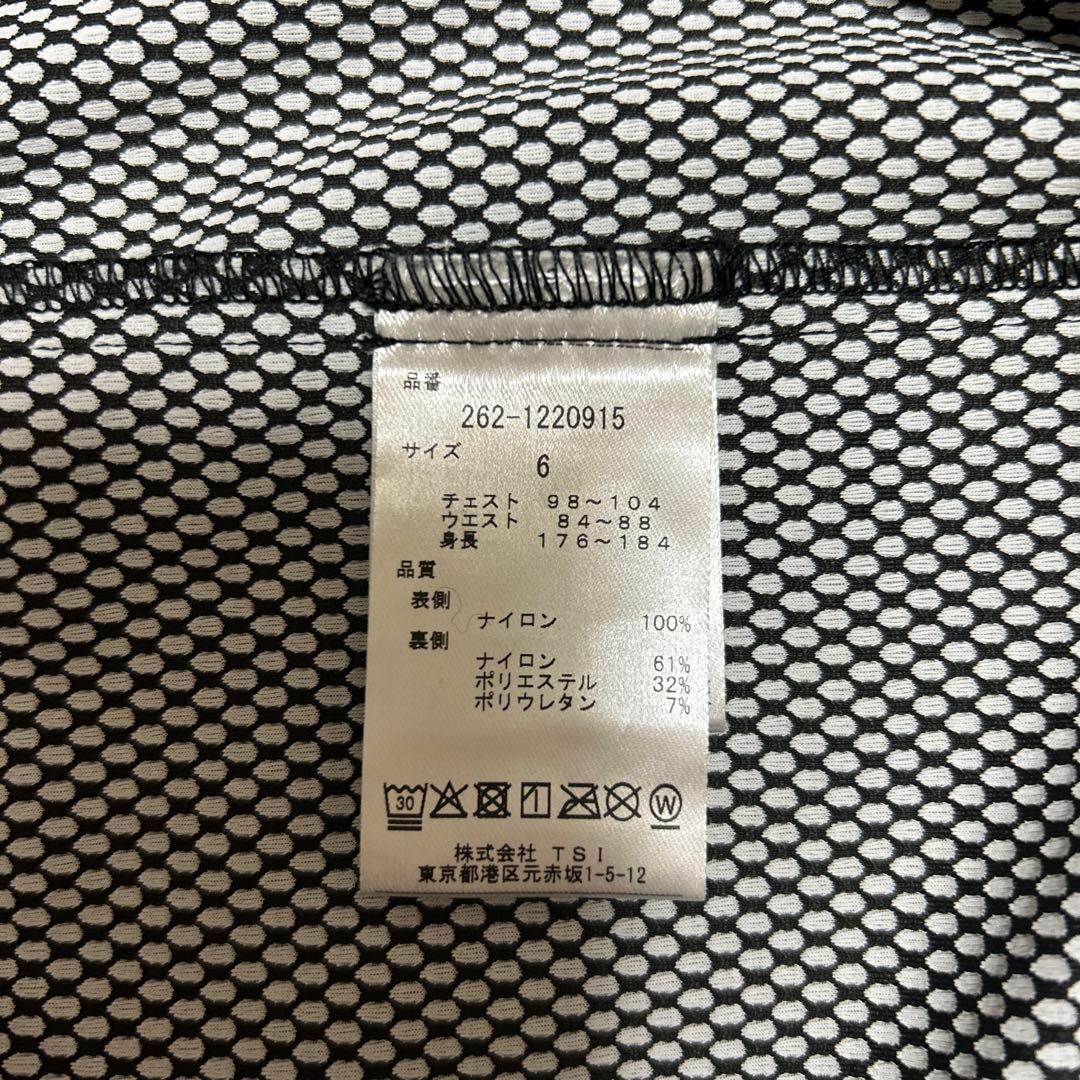 品番
262-1220915
サイズ
6
チェスト 98～104
ウエスト 84～88
身長 176～184
品質
表側
ナイロン 100%
裏側
ナイロン 61%
ポリエステル 32%
ポリウレタン 7%
30 W
株式会社 TSI
東京都港区元赤坂1-5-12